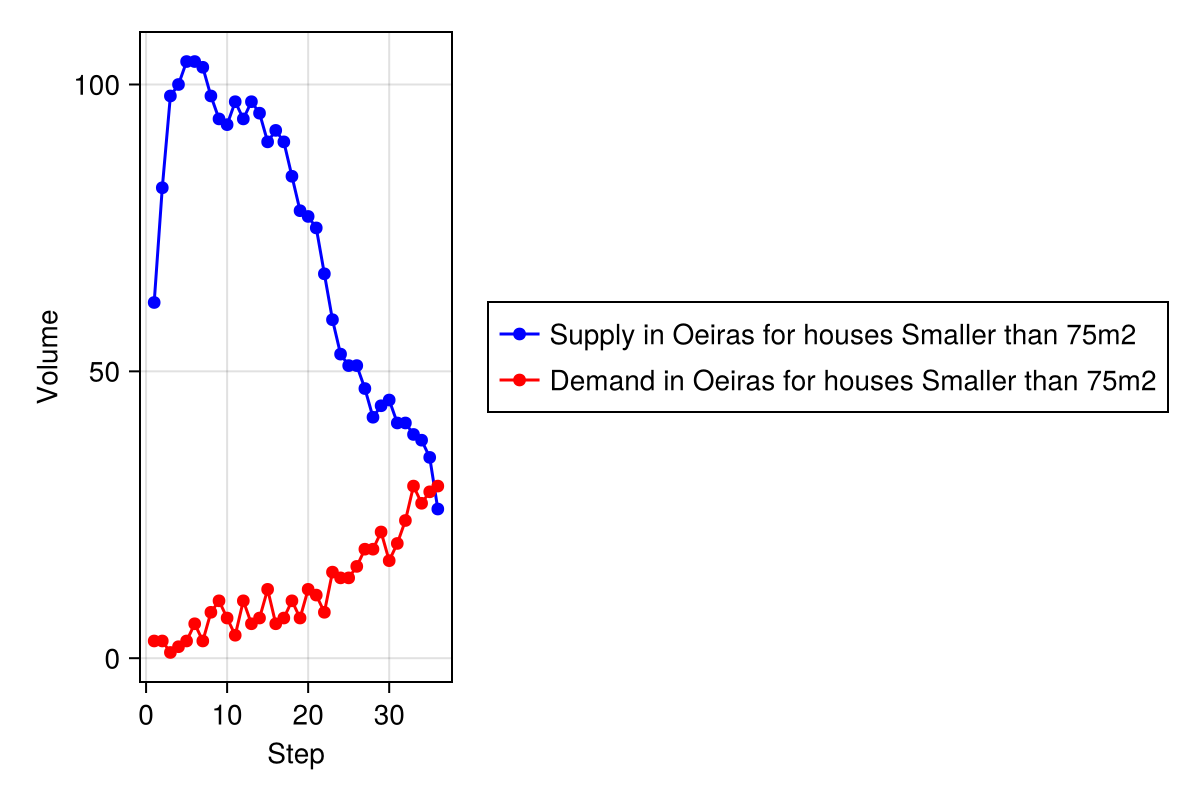 100
50
0
Volume
0 10 20 30
Step
Supply in Oeiras for houses Smaller than 75m2
Demand in Oeiras for houses Smaller than 75m2